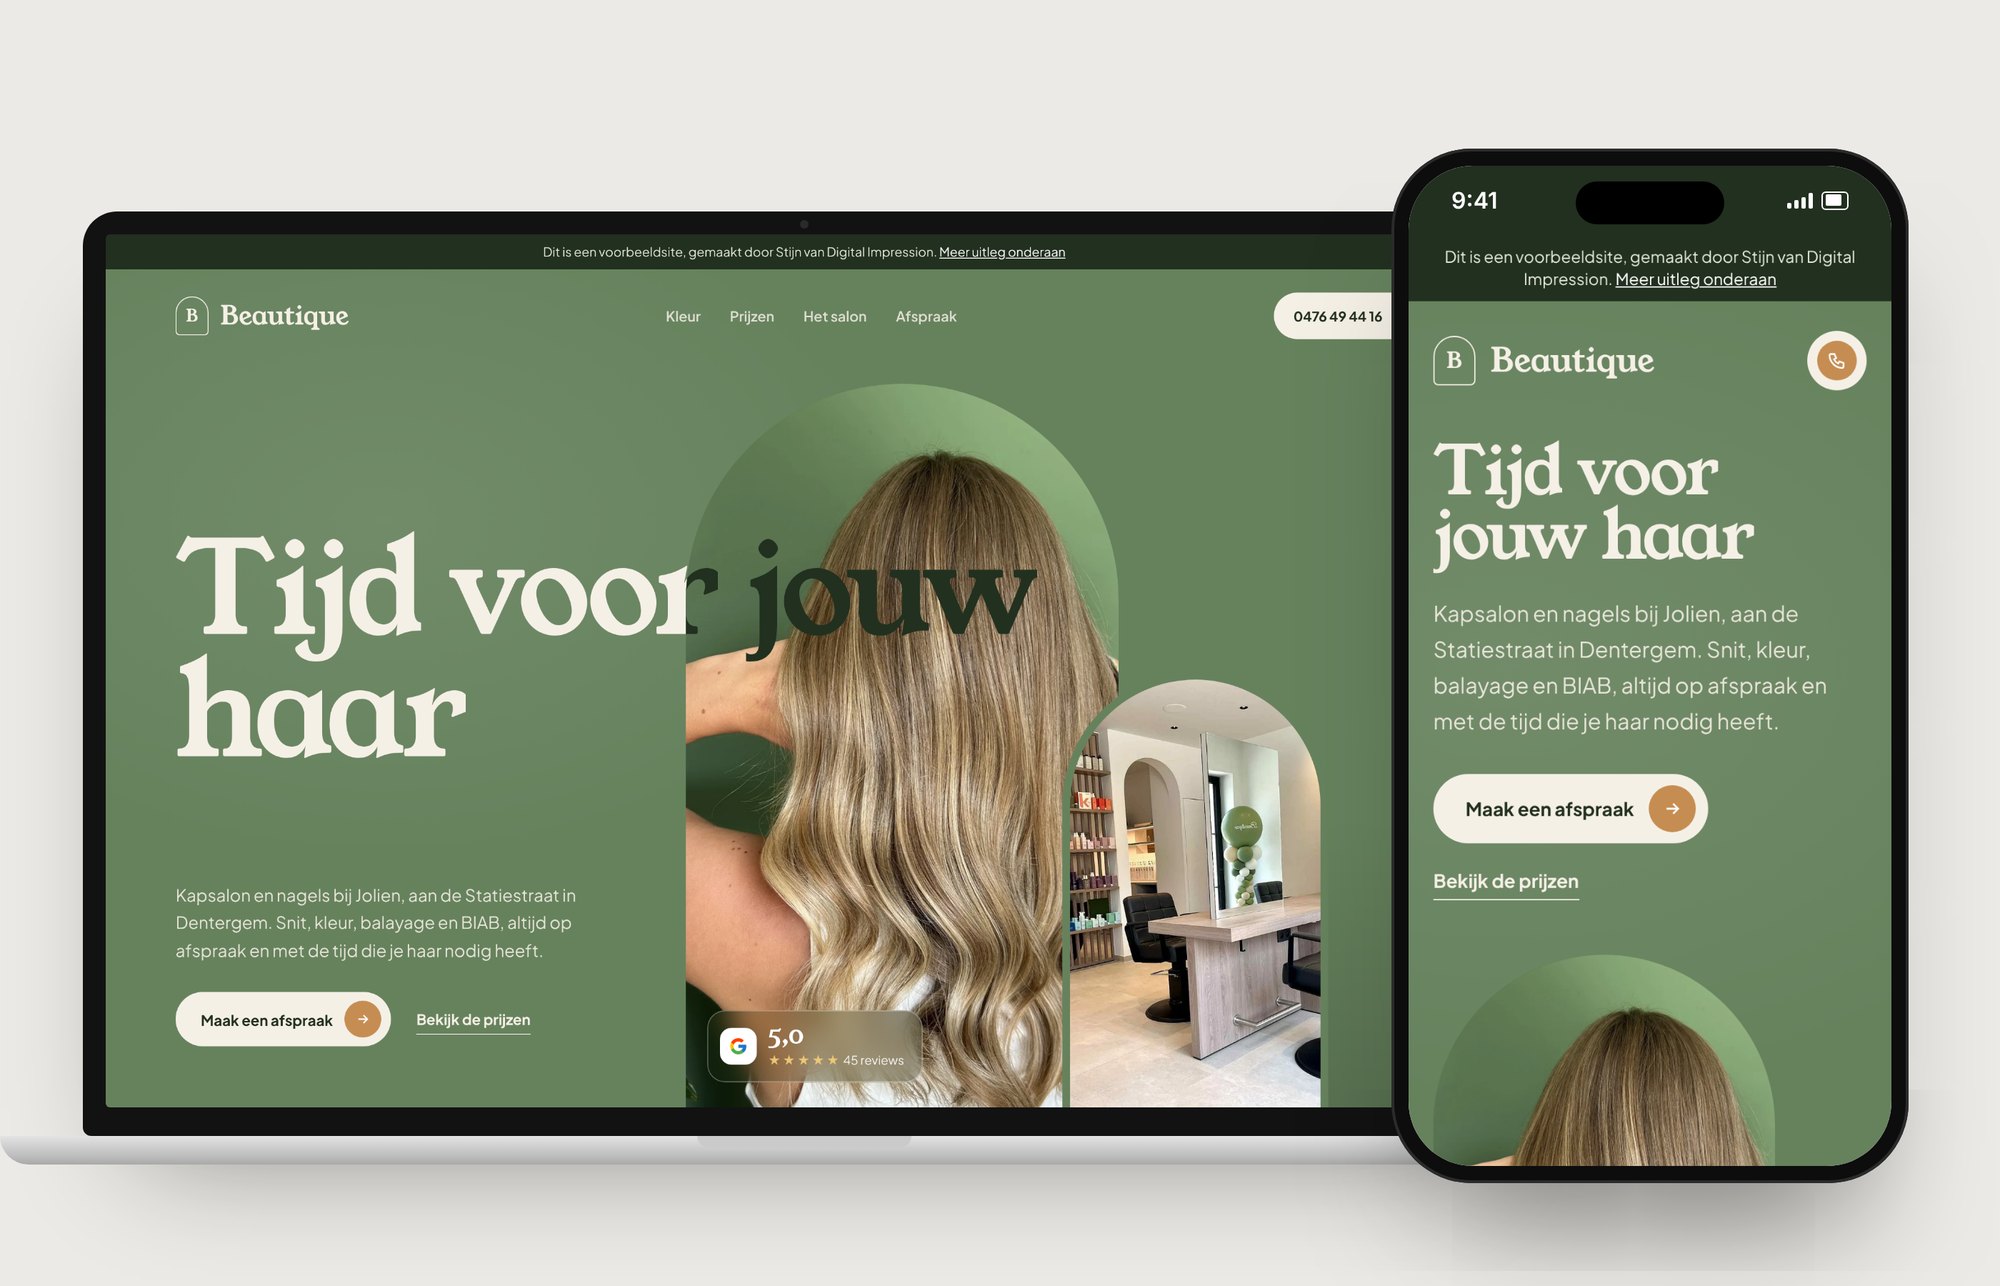 Dit is een voorbeeldsite, gemaakt door Stijn van Digital Impression. Meer uitleg onderaan
B Beautique
Kleur Prijzen Het salon Afspraak
0476 49 44 16
Tijd voor jouw
haar
Kapsalon en nagels bij Jolien, aan de Statiestraat in
Dentergem. Snit, kleur, balayage en BIAB, altijd op
afspraak en met de tijd die je haar nodig heeft.
Maak een afspraak
Bekijk de prijzen
G
5,0
45 reviews
9:41
Dit is een voorbeeldsite, gemaakt door Stijn van Digital
Impression. Meer uitleg onderaan
B Beautique
Tijd voor
jouw haar
Kapsalon en nagels bij Jolien, aan de
Statiestraat in Dentergem. Snit, kleur,
balayage en BIAB, altijd op afspraak en
met de tijd die je haar nodig heeft.
Maak een afspraak
Bekijk de prijzen